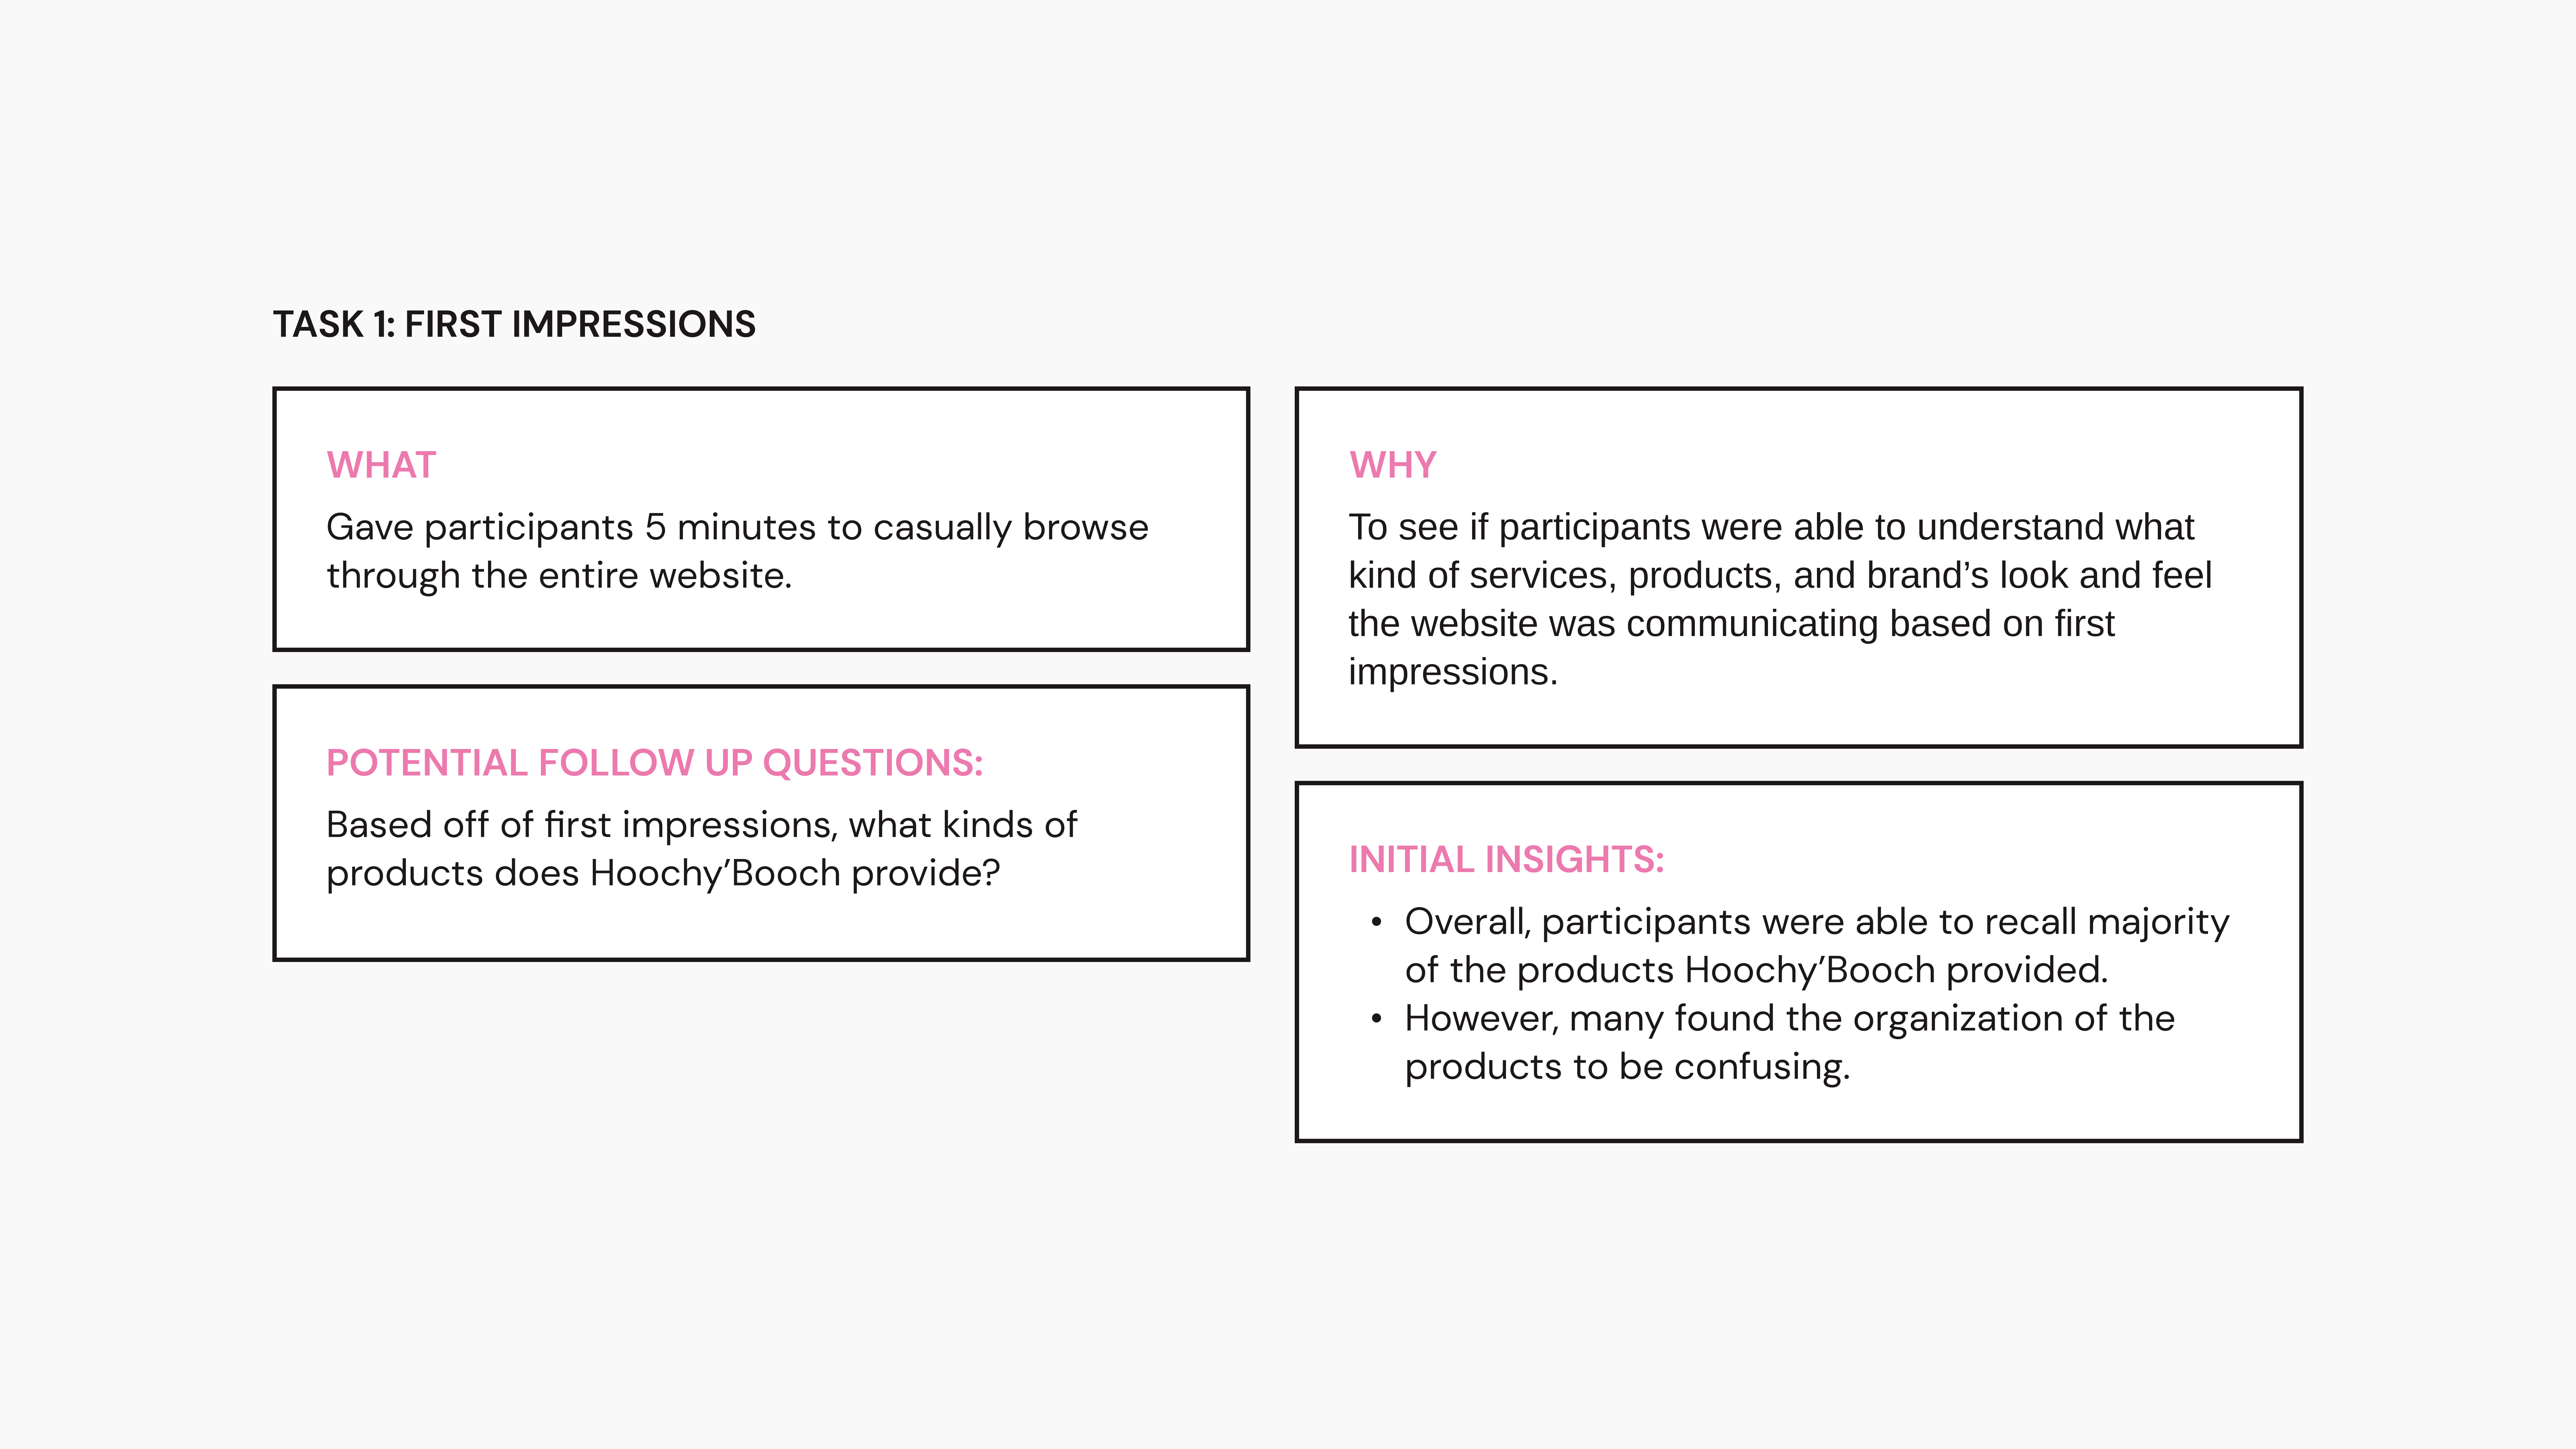 TASK 1: FIRST IMPRESSIONS
WHAT
Gave participants 5 minutes to casually browse
through the entire website.
POTENTIAL FOLLOW UP QUESTIONS:
Based off of first impressions, what kinds of
products does Hoochy’Booch provide?
WHY
To see if participants were able to understand what
kind of services, products, and brand’s look and feel
the website was communicating based on first
impressions.
INITIAL INSIGHTS:
• Overall, participants were able to recall majority
of the products Hoochy’Booch provided.
• However, many found the organization of the
products to be confusing.